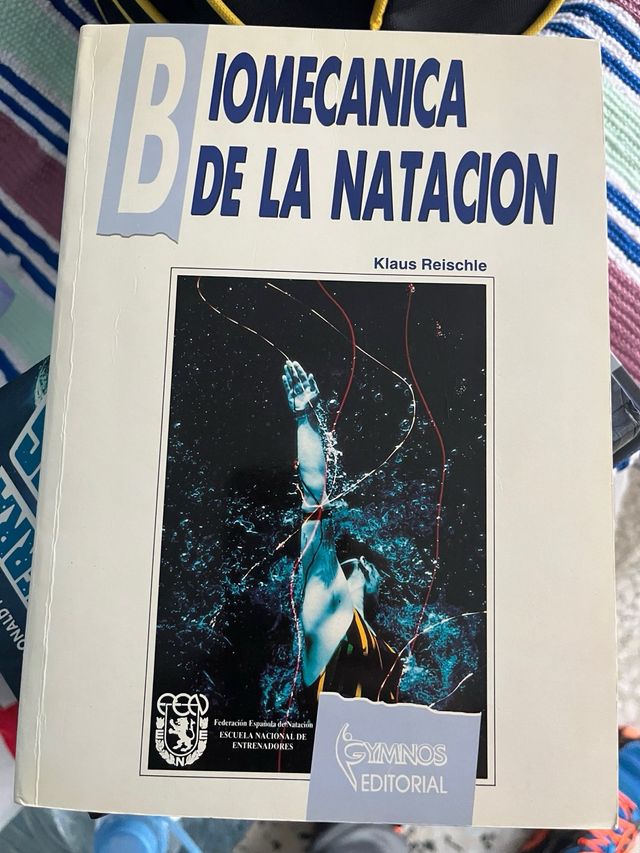 BIOMECANICA
DE LA NATACION
Klaus Reischle
Federación Española de Natación
ESCUELA NACIONAL DE
ENTRENADORES
E N E
GYMNOS
EDITORIAL